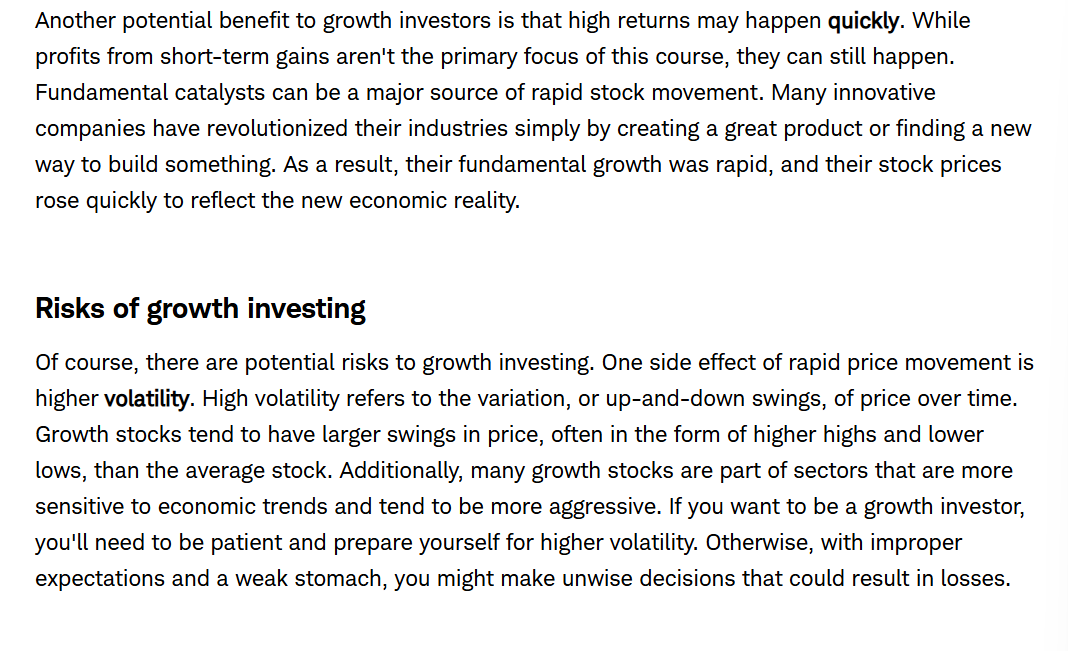 Another potential benefit to growth investors is that high returns may happen quickly. While
profits from short-term gains aren't the primary focus of this course, they can still happen.
Fundamental catalysts can be a major source of rapid stock movement. Many innovative
companies have revolutionized their industries simply by creating a great product or finding a new
way to build something. As a result, their fundamental growth was rapid, and their stock prices
rose quickly to reflect the new economic reality.
Risks of growth investing
Of course, there are potential risks to growth investing. One side effect of rapid price movement is
higher volatility. High volatility refers to the variation, or up-and-down swings, of price over time.
Growth stocks tend to have larger swings in price, often in the form of higher highs and lower
lows, than the average stock. Additionally, many growth stocks are part of sectors that are more
sensitive to economic trends and tend to be more aggressive. If you want to be a growth investor,
you'll need to be patient and prepare yourself for higher volatility. Otherwise, with improper
expectations and a weak stomach, you might make unwise decisions that could result in losses.